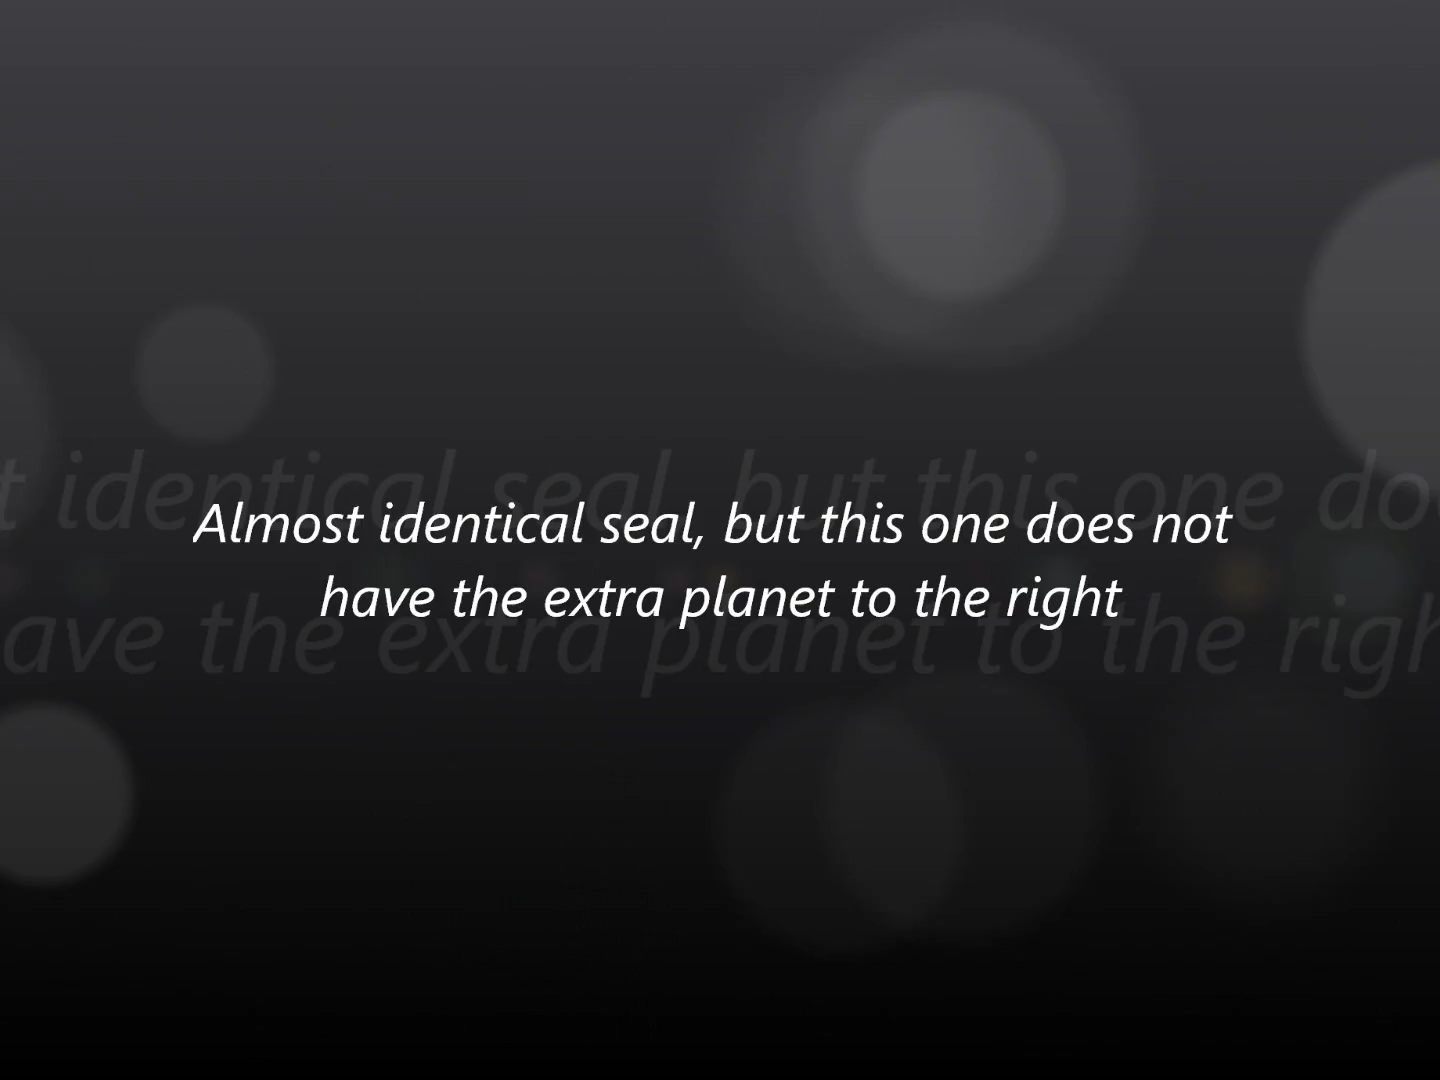 Almost identical seal, but this one does not
have the extra planet to the right